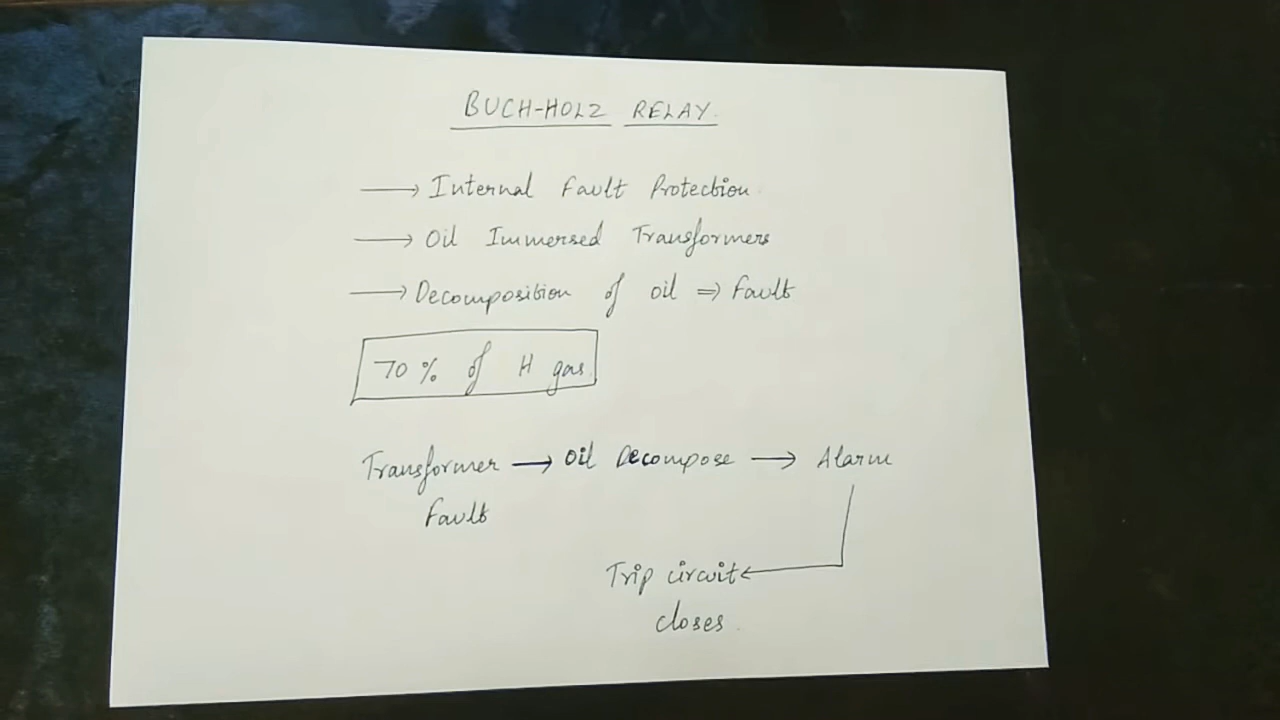 BUCH-HOLZ RELAY.
→ Internal Fault Protection
→ Oil Immersed Transformers
→ Decomposition of oil ⇒ Fault
70% of H gas
Transformer → Oil Decompose → Alarm
Fault
Trip circuit ←
closes.